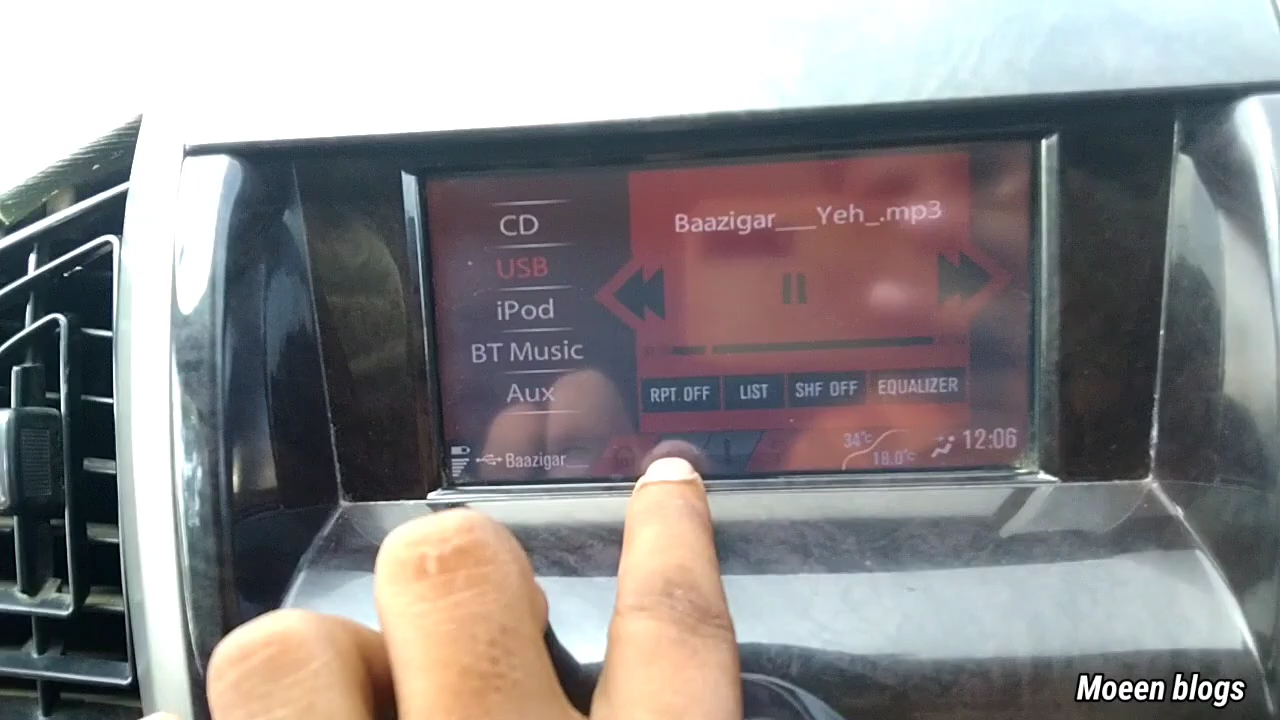 CD
USB
iPod
BT Music
Aux
Baazigar___Yeh_.mp3
RPT OFF
LIST
SHF OFF
EQUALIZER
Baazigar__
34°c
18.0°c
12:06
Moeen blogs